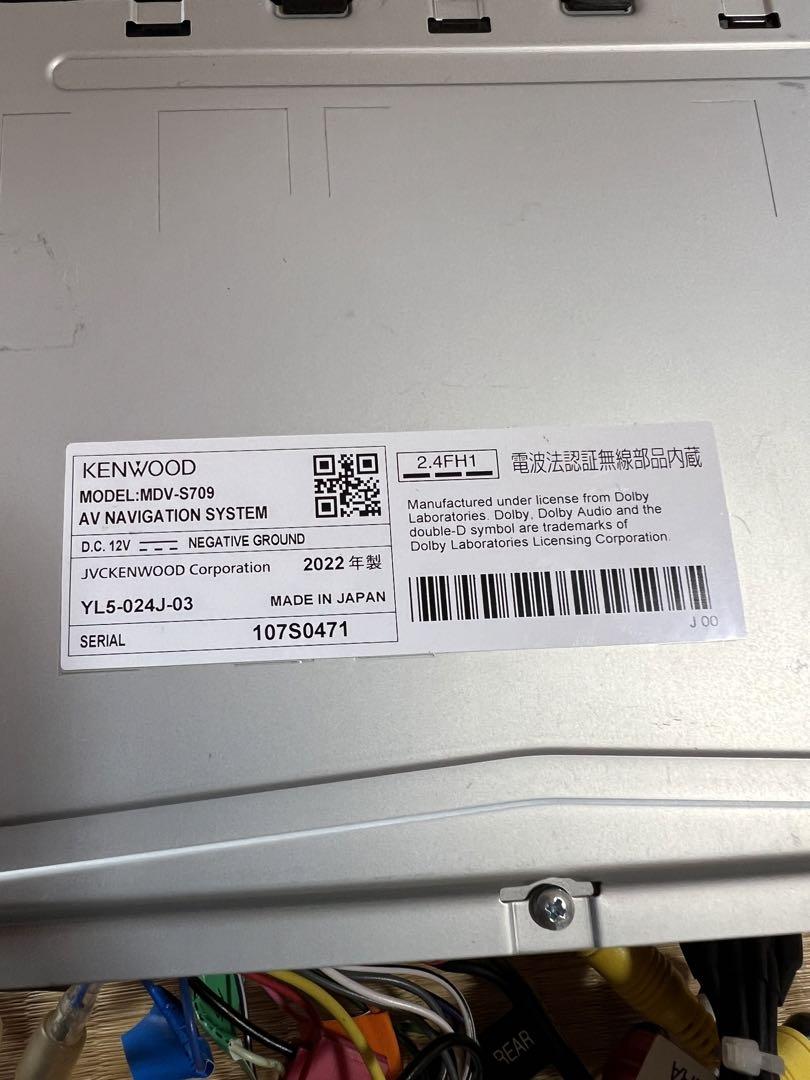 KENWOOD
MODEL:MDV-S709
AV NAVIGATION SYSTEM
D.C. 12V NEGATIVE GROUND
JVCKENWOOD Corporation 2022 年製
YL5-024J-03 MADE IN JAPAN
SERIAL 107S0471
2.4FH1 電波法認証無線部品内蔵
Manufactured under license from Dolby
Laboratories. Dolby, Dolby Audio and the
double-D symbol are trademarks of
Dolby Laboratories Licensing Corporation.
J 00
REAR